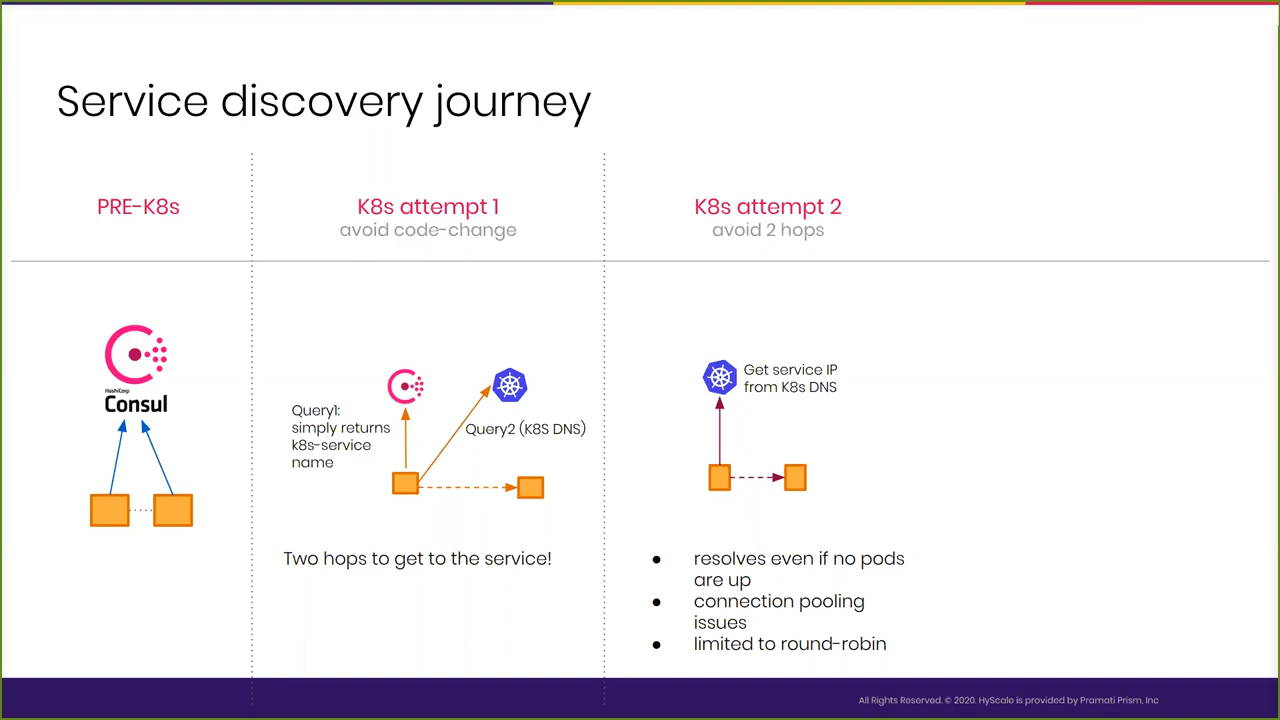 Service discovery journey
PRE-K8s
K8s attempt 1
avoid code-change
K8s attempt 2
avoid 2 hops
HashiCorp
Consul
Query1:
simply returns
k8s-service
name
Query2 (K8S DNS)
Two hops to get to the service!
Get service IP
from K8s DNS
● resolves even if no pods
are up
● connection pooling
issues
● limited to round-robin
All Rights Reserved. © 2020. HyScale is provided by Pramati Prism, Inc